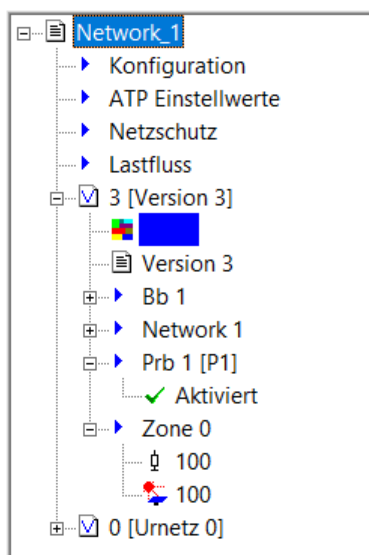 Network_1
Konfiguration
ATP Einstellwerte
Netzschutz
Lastfluss
3 [Version 3]
Version 3
Bb 1
Network 1
Prb 1 [P1]
Aktiviert
Zone 0
100
100
0 [Urnetz 0]